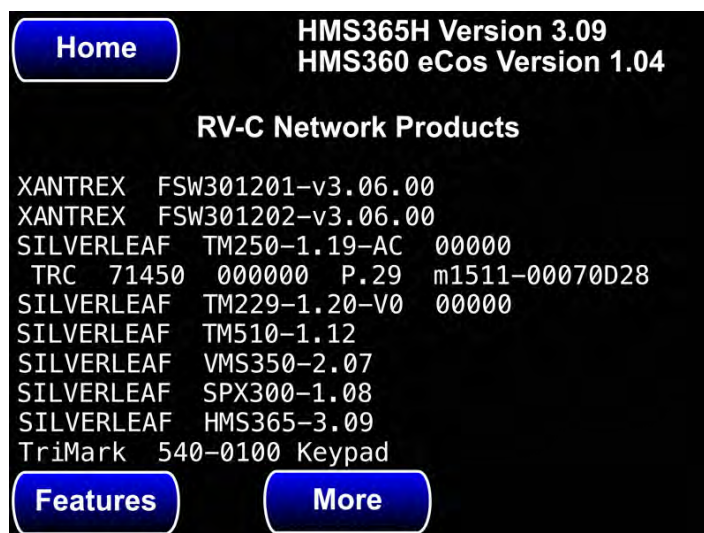 Home
HMS365H Version 3.09
HMS360 eCos Version 1.04
RV-C Network Products
XANTREX FSW301201-v3.06.00
XANTREX FSW301202-v3.06.00
SILVERLEAF TM250-1.19-AC 00000
TRC 71450 000000 P.29 m1511-00070D28
SILVERLEAF TM229-1.20-V0 00000
SILVERLEAF TM510-1.12
SILVERLEAF VMS350-2.07
SILVERLEAF SPX300-1.08
SILVERLEAF HMS365-3.09
TriMark 540-0100 Keypad
Features
More